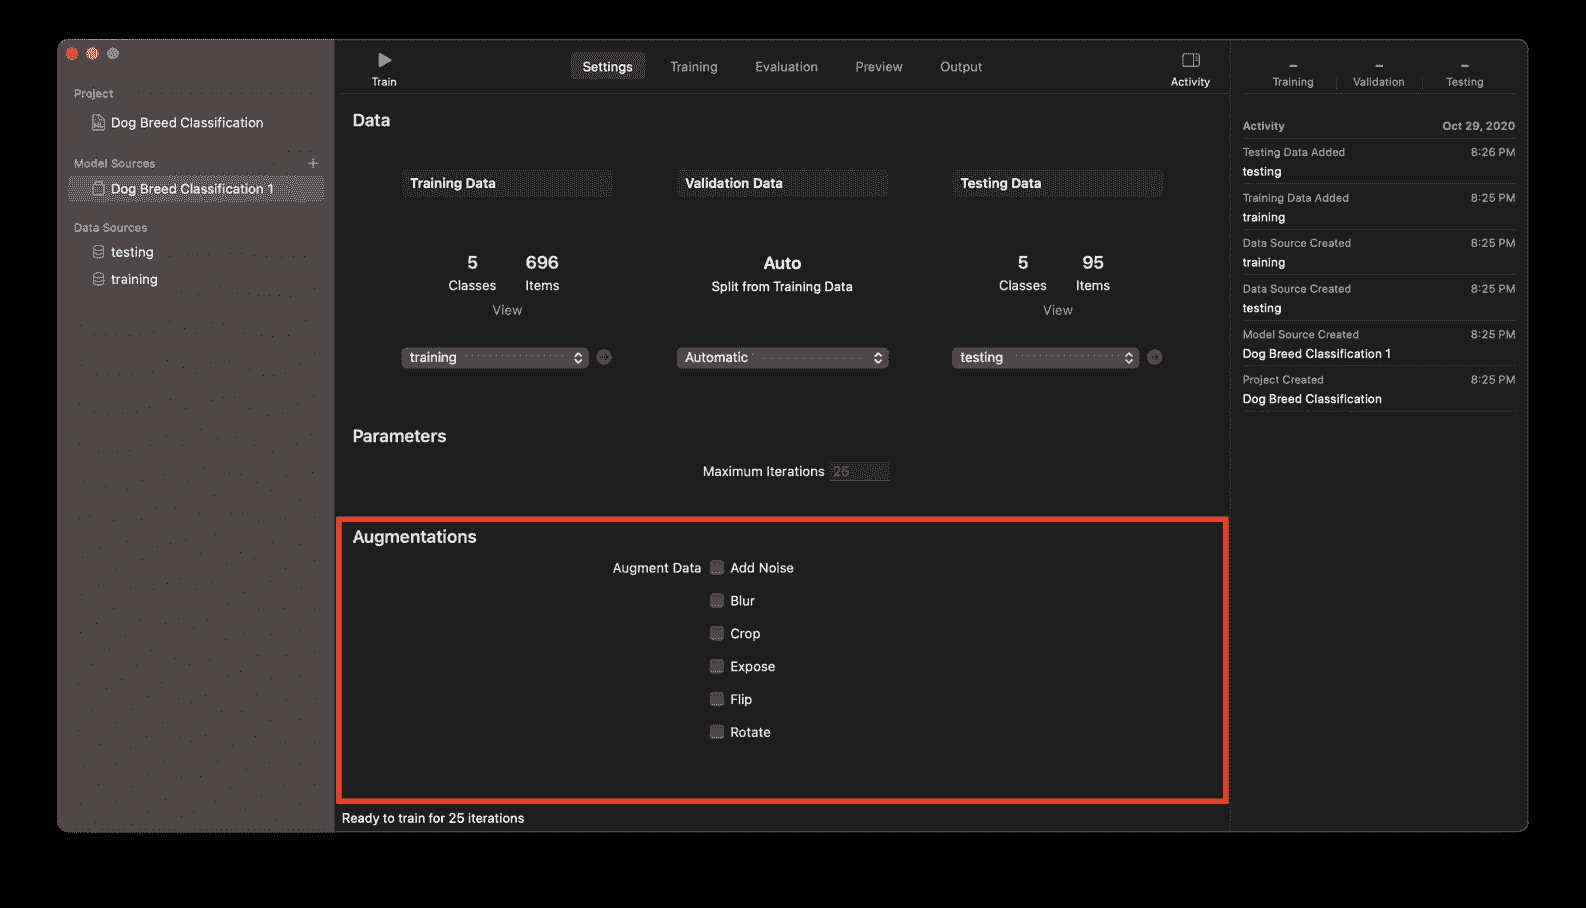 Project
Dog Breed Classification
Model Sources
Dog Breed Classification 1
Data Sources
testing
training
Train
Settings Training Evaluation Preview Output
Activity
Data
Training Data Validation Data Testing Data
5 696 Auto 5 95
Classes Items Split from Training Data Classes Items
View View
training Automatic testing
Parameters
Maximum Iterations 25
Augmentations
Augment Data Add Noise
Blur
Crop
Expose
Flip
Rotate
Ready to train for 25 iterations
– – –
Training Validation Testing
Activity Oct 29, 2020
Testing Data Added 8:26 PM
testing
Training Data Added 8:25 PM
training
Data Source Created 8:25 PM
training
Data Source Created 8:25 PM
testing
Model Source Created 8:25 PM
Dog Breed Classification 1
Project Created 8:25 PM
Dog Breed Classification